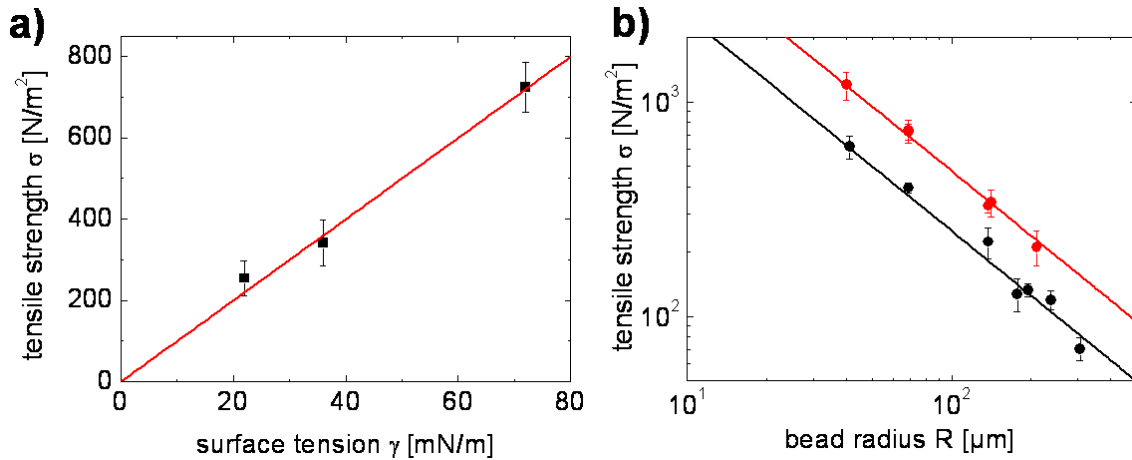 a)
tensile strength σ [N/m²]
800
600
400
200
0
0 20 40 60 80
surface tension γ [mN/m]
b)
tensile strength σ [N/m²]
10³
10²
10¹ 10²
bead radius R [µm]